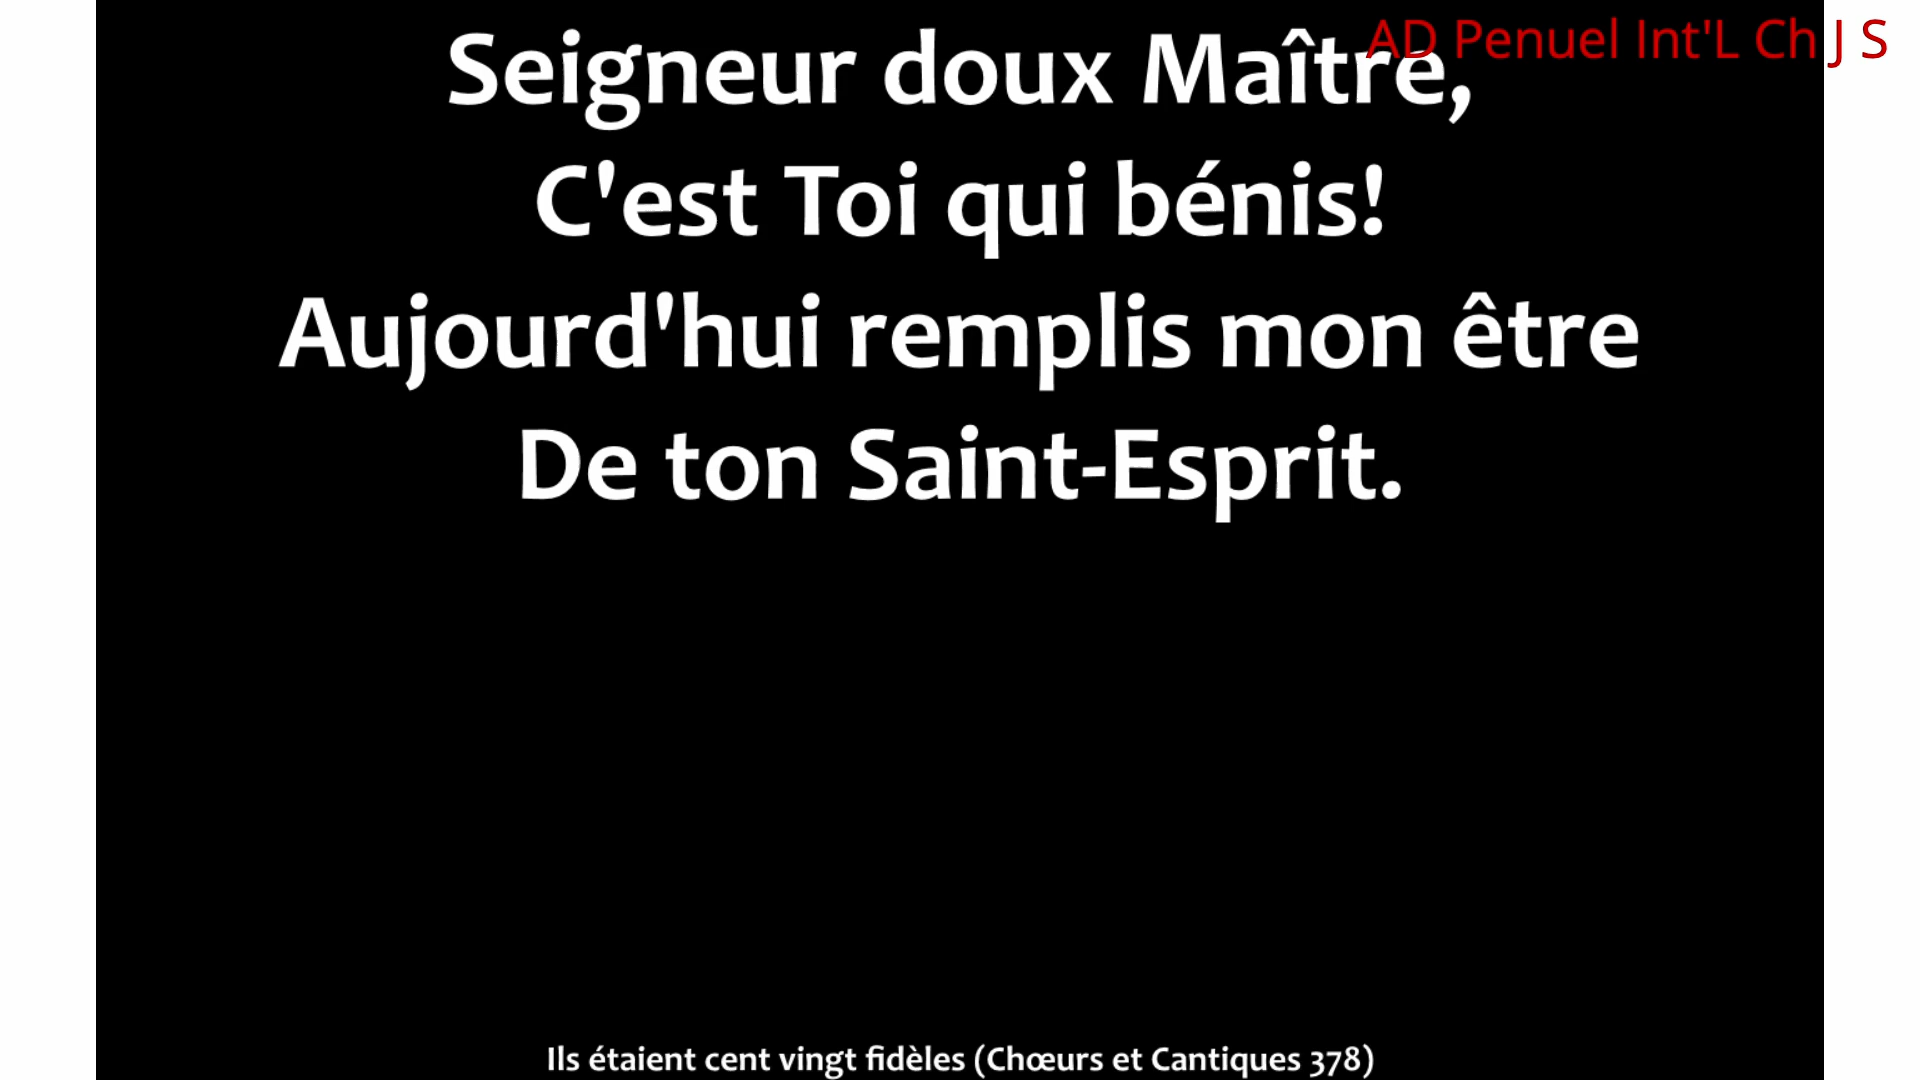 AD Penuel Int'L Ch J S
Seigneur doux Maître,
C'est Toi qui bénis!
Aujourd'hui remplis mon être
De ton Saint-Esprit.
Ils étaient cent vingt fidèles (Chœurs et Cantiques 378)